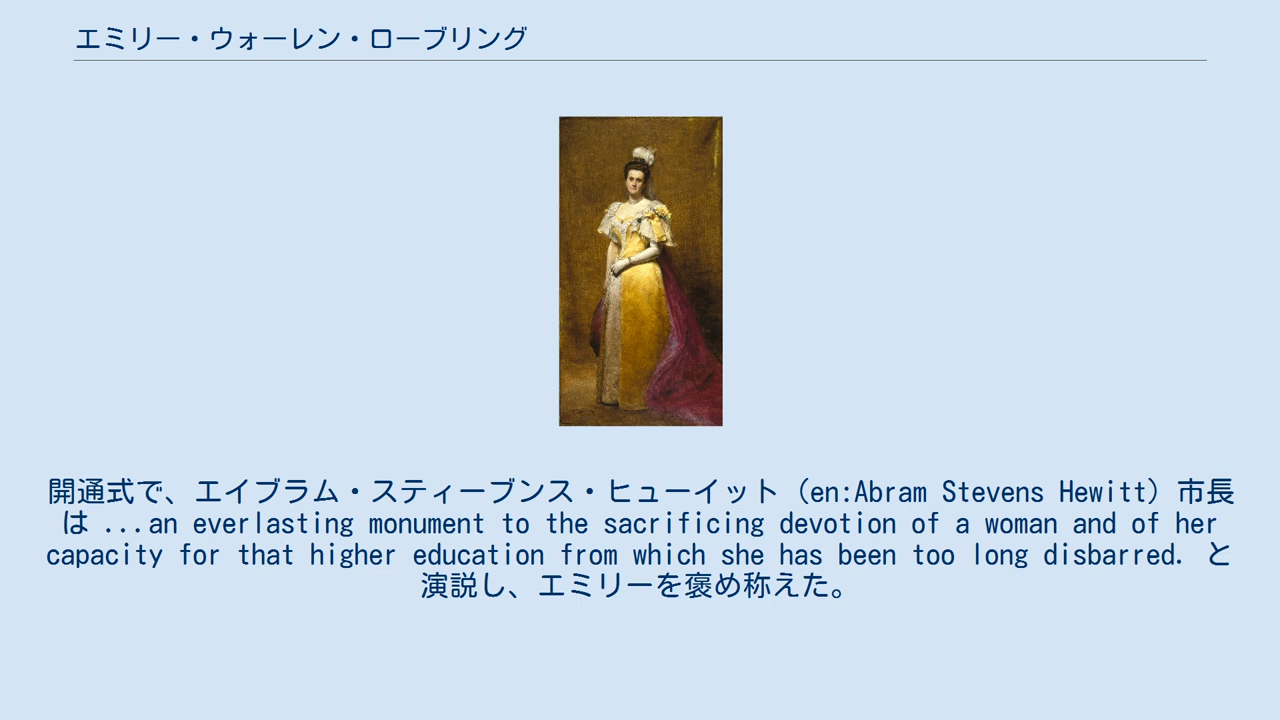 エミリー・ウォーレン・ローブリング
開通式で、エイブラム・スティーブンス・ヒューイット（en:Abram Stevens Hewitt）市長
は ...an everlasting monument to the sacrificing devotion of a woman and of her
capacity for that higher education from which she has been too long disbarred. と
演説し、エミリーを褒め称えた。